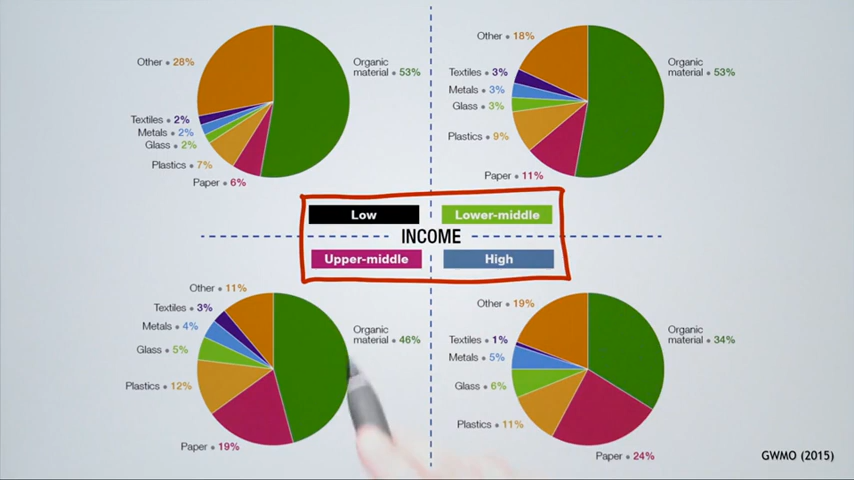 Other • 28%
Organic
material • 53%
Textiles • 2%
Metals • 2%
Glass • 2%
Plastics • 7%
Paper • 6%
Other • 18%
Organic
material • 53%
Textiles • 3%
Metals • 3%
Glass • 3%
Plastics • 9%
Paper • 11%
Low
Lower-middle
INCOME
Upper-middle
High
Other • 11%
Textiles • 3%
Metals • 4%
Glass • 5%
Plastics • 12%
Paper • 19%
Organic
material • 46%
Other • 19%
Textiles • 1%
Metals • 5%
Glass • 6%
Plastics • 11%
Paper • 24%
Organic
material • 34%
GWMO (2015)